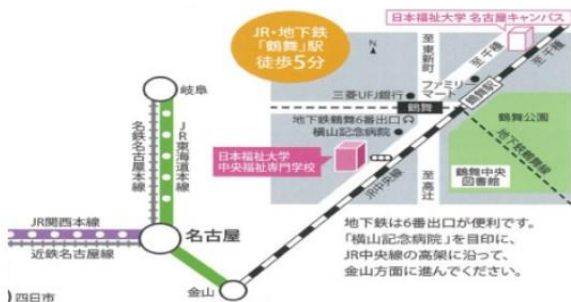 日本福祉大学 名古屋キャンパス
JR・地下鉄
「鶴舞」駅
徒歩5分
N
至東新町
至千種
至千種
ファミリーマート
三菱UFJ銀行
鶴舞
鶴舞駅
地下鉄鶴舞6番出口
横山記念病院
鶴舞公園
地下鉄鶴舞線
日本福祉大学
中央福祉専門学校
至高辻
鶴舞中央
図書館
JR中央線
岐阜
名鉄名古屋本線
JR東海道本線
JR関西本線
名古屋
近鉄名古屋線
四日市
金山
地下鉄は6番出口が便利です。
「横山記念病院」を目印に、
JR中央線の高架に沿って、
金山方面に進んでください。